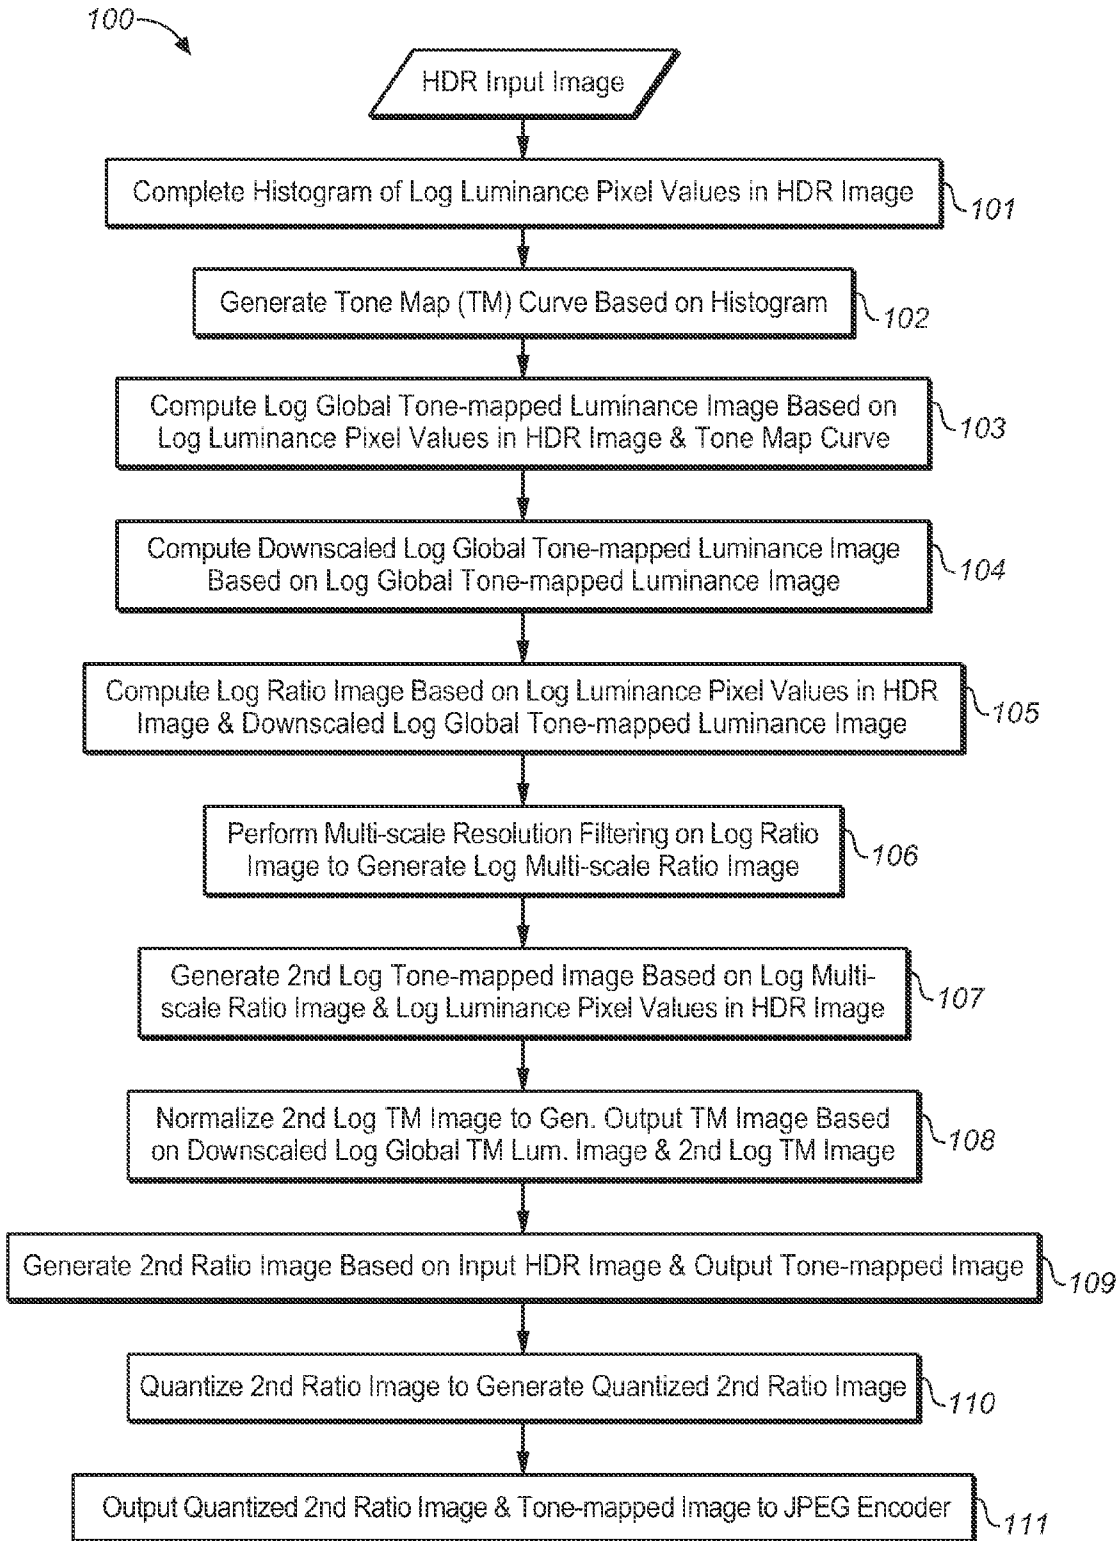 100
HDR Input Image
Complete Histogram of Log Luminance Pixel Values in HDR Image
101
Generate Tone Map (TM) Curve Based on Histogram
102
Compute Log Global Tone-mapped Luminance Image Based on
Log Luminance Pixel Values in HDR Image & Tone Map Curve
103
Compute Downscaled Log Global Tone-mapped Luminance Image
Based on Log Global Tone-mapped Luminance Image
104
Compute Log Ratio Image Based on Log Luminance Pixel Values in HDR
Image & Downscaled Log Global Tone-mapped Luminance Image
105
Perform Multi-scale Resolution Filtering on Log Ratio
Image to Generate Log Multi-scale Ratio Image
106
Generate 2nd Log Tone-mapped Image Based on Log Multi-
scale Ratio Image & Log Luminance Pixel Values in HDR Image
107
Normalize 2nd Log TM Image to Gen. Output TM Image Based
on Downscaled Log Global TM Lum. Image & 2nd Log TM Image
108
Generate 2nd Ratio Image Based on Input HDR Image & Output Tone-mapped Image
109
Quantize 2nd Ratio Image to Generate Quantized 2nd Ratio Image
110
Output Quantized 2nd Ratio Image & Tone-mapped Image to JPEG Encoder
111